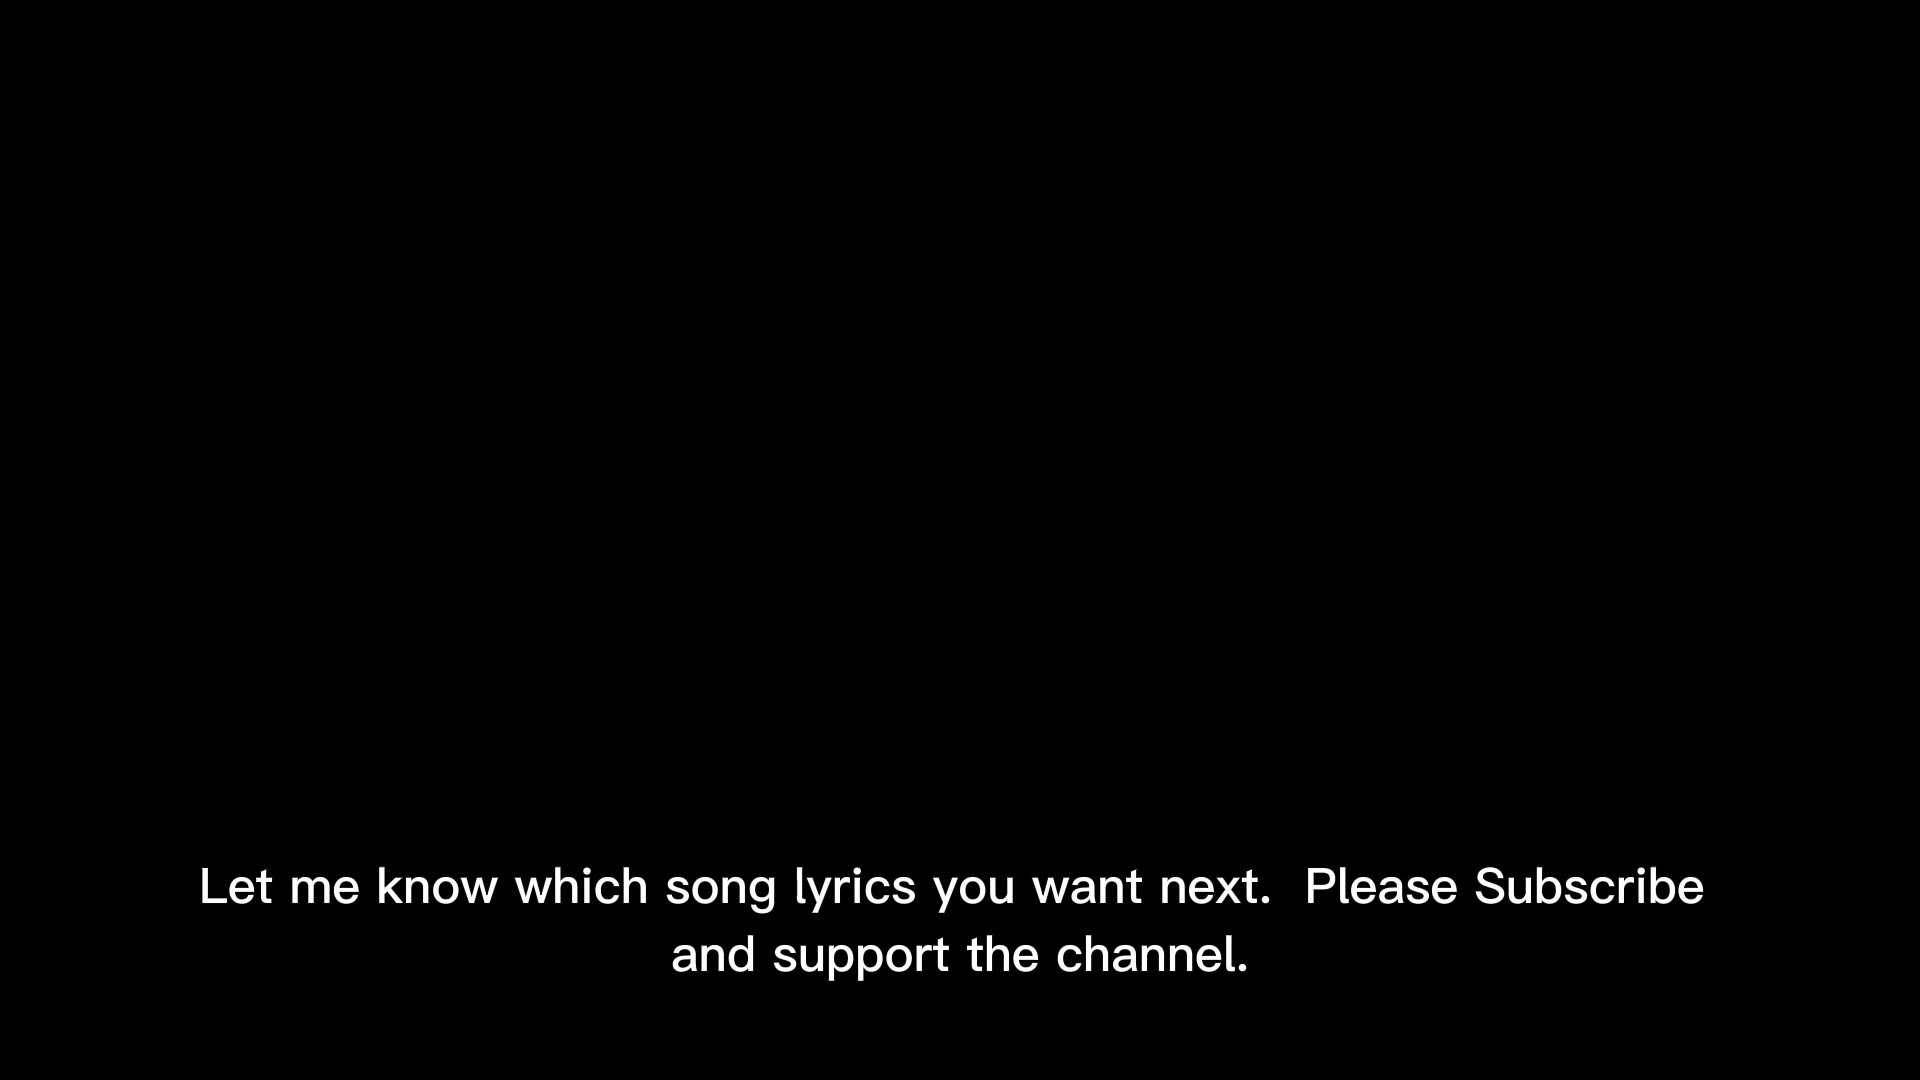 Let me know which song lyrics you want next.  Please Subscribe
and support the channel.